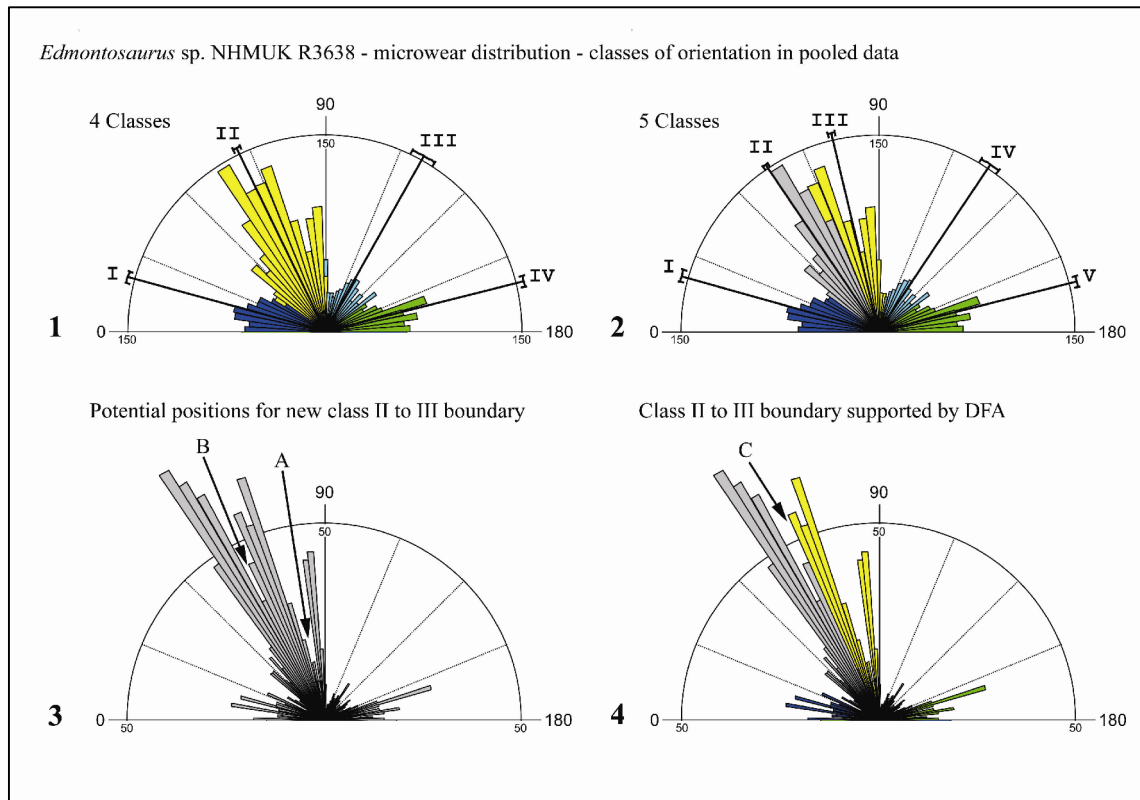 Edmontosaurus sp. NHMUK R3638 - microwear distribution - classes of orientation in pooled data
4 Classes
90
150
I
II
III
IV
1
0
150
150
180
5 Classes
90
150
I
II
III
IV
V
2
0
150
150
180
Potential positions for new class II to III boundary
B
A
90
50
3
0
50
50
180
Class II to III boundary supported by DFA
C
90
50
4
0
50
50
180